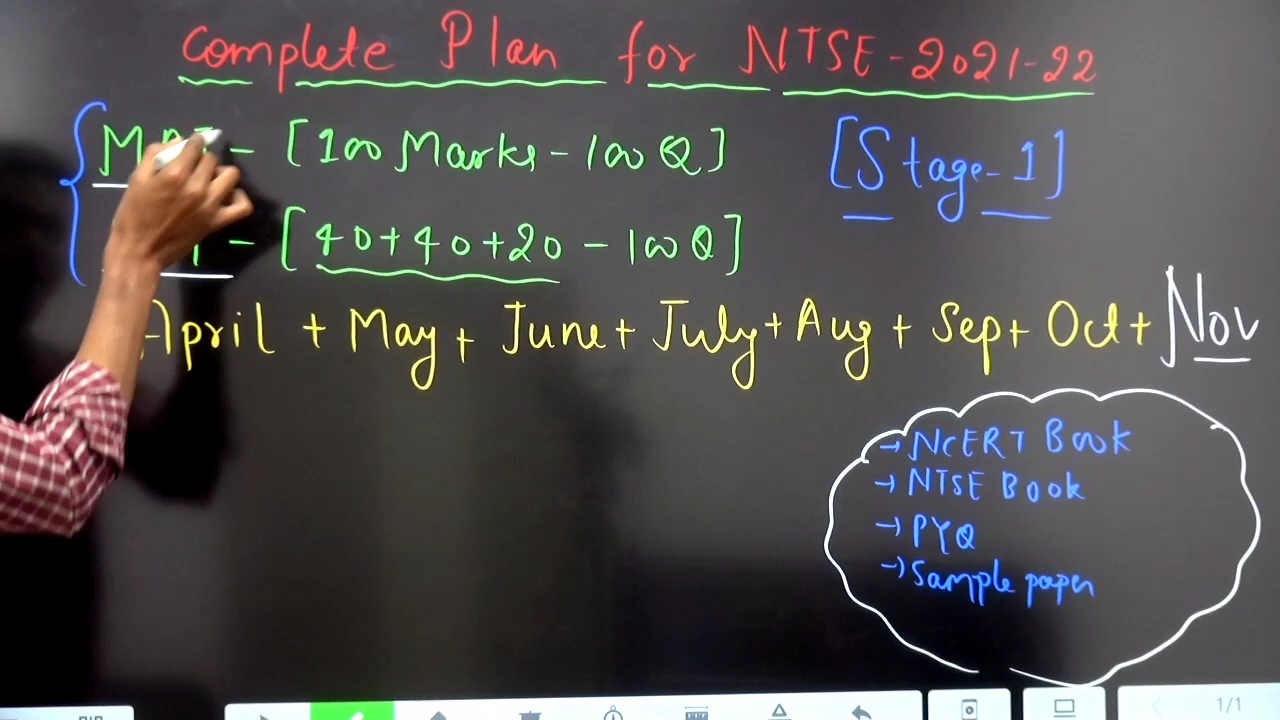 Complete Plan for NTSE-2021-22
- [100 Marks - 100 Q]
[Stage-1]
- [40+40+20 - 100 Q]
April + May + June + July + Aug + Sep + Oct + Nov
→ NCERT Book
→ NTSE Book
→ PYQ
→ Sample paper
1/1